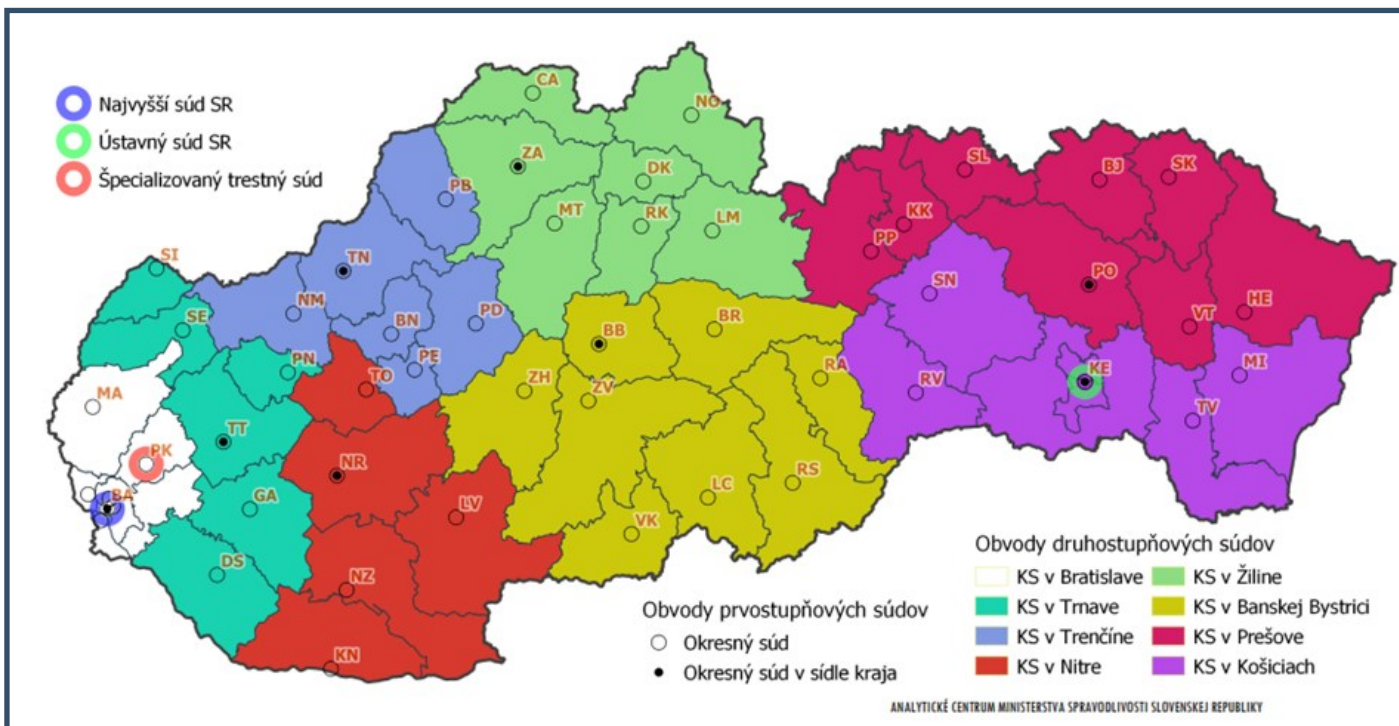 Najvyšší súd SR
Ústavný súd SR
Špecializovaný trestný súd
CA
NO
ZA
DK
SL
BJ
SK
PB
MT
RK
LM
KK
PP
SI
TN
SN
PO
NM
BN
PD
HE
SE
BB
BR
VT
PN
PE
TO
ZH
ZV
RA
RV
KE
MI
MA
TT
TV
PK
NR
BA
GA
LV
LC
RS
VK
DS
NZ
KN
Obvody prvostupňových súdov
Okresný súd
Okresný súd v sídle kraja
Obvody druhostupňových súdov
KS v Bratislave
KS v Trnave
KS v Trenčíne
KS v Nitre
KS v Žiline
KS v Banskej Bystrici
KS v Prešove
KS v Košiciach
ANALYTICKÉ CENTRUM MINISTERSTVA SPRAVODLIVOSTI SLOVENSKEJ REPUBLIKY